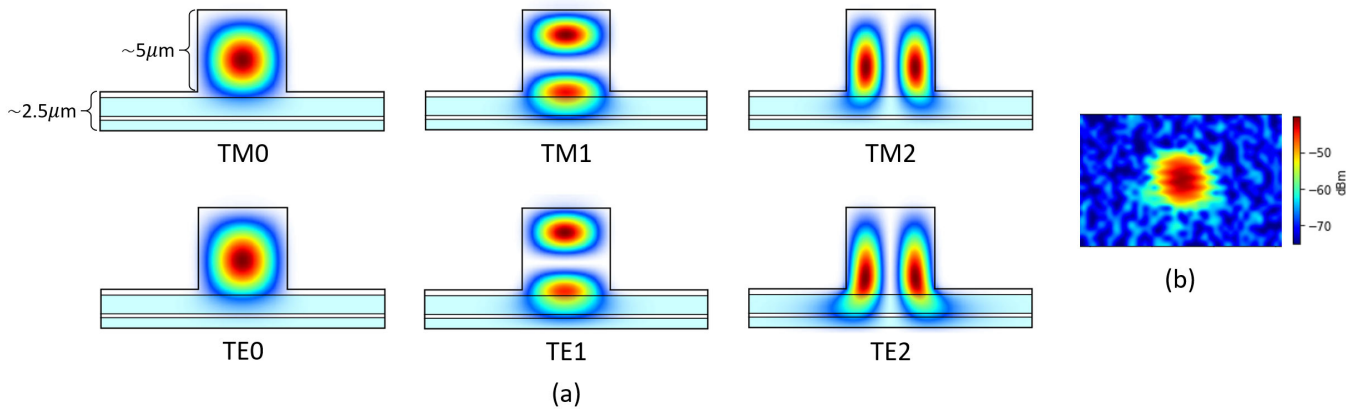 ~5μm
~2.5μm
TM0
TM1
TM2
TE0
TE1
TE2
(a)
−50
−60
−70
dBm
(b)